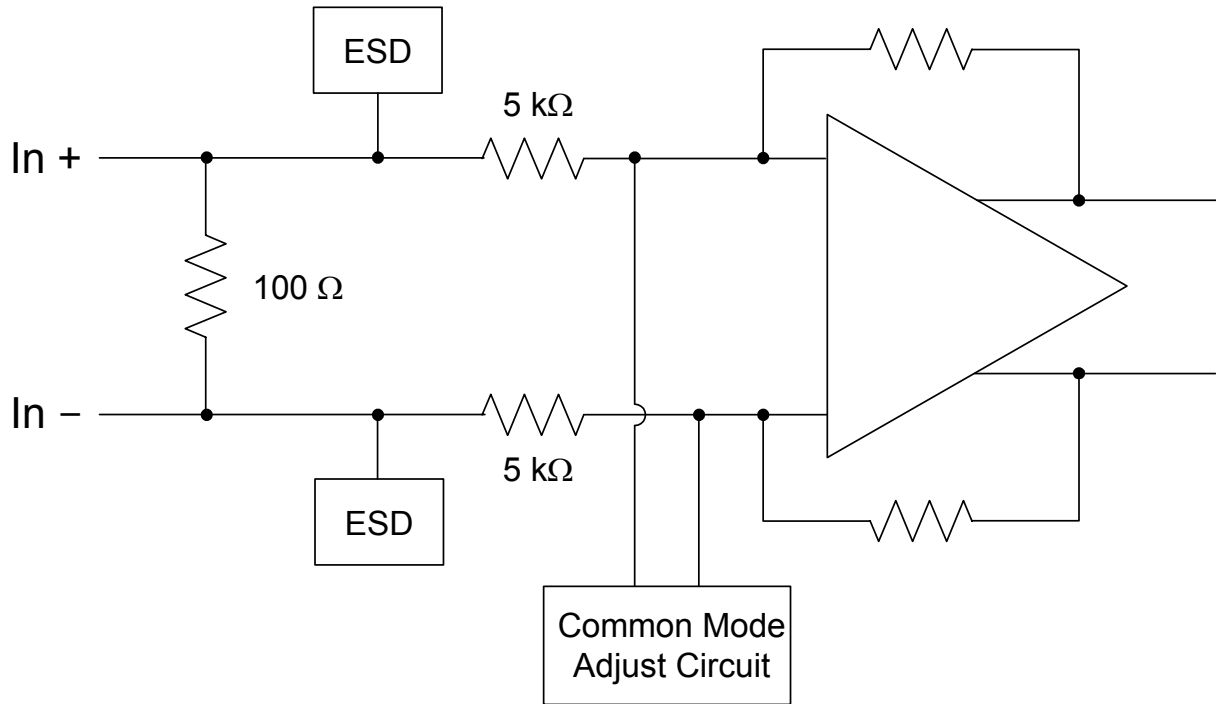 ESD
5 kΩ
In +
100 Ω
In −
5 kΩ
ESD
Common Mode
Adjust Circuit